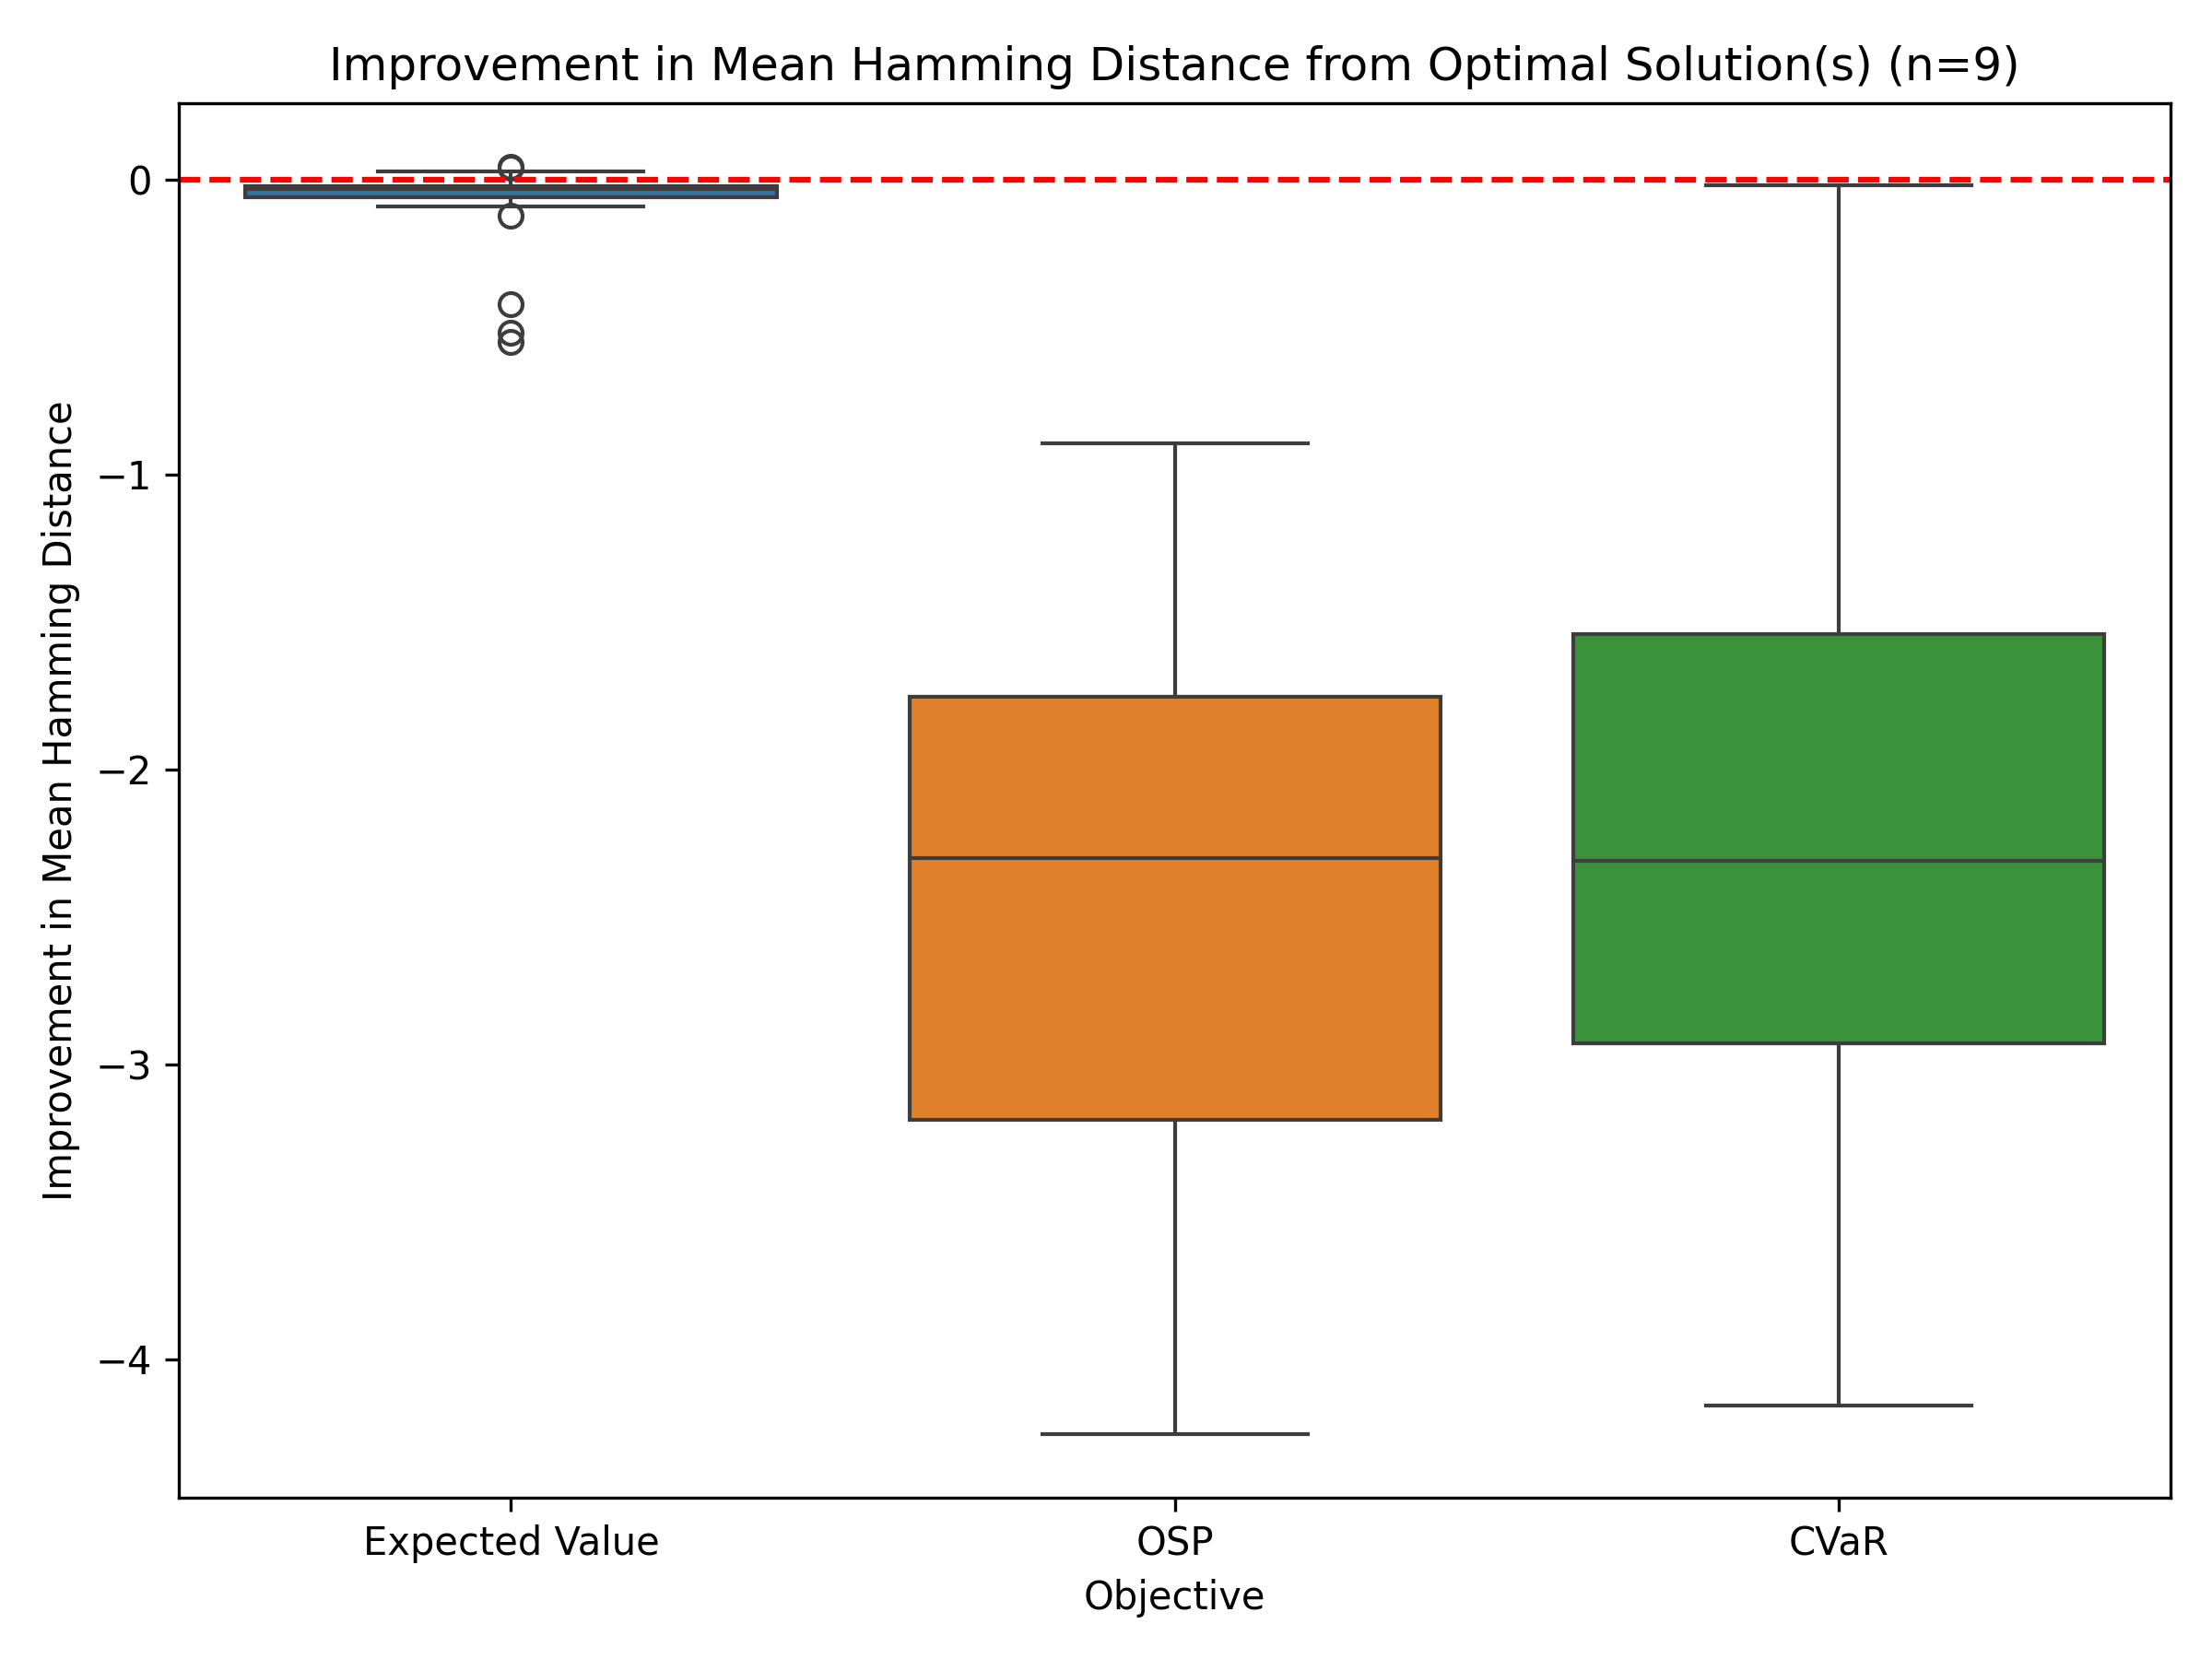 Improvement in Mean Hamming Distance from Optimal Solution(s) (n=9)
Improvement in Mean Hamming Distance
0
−1
−2
−3
−4
Expected Value
OSP
CVaR
Objective